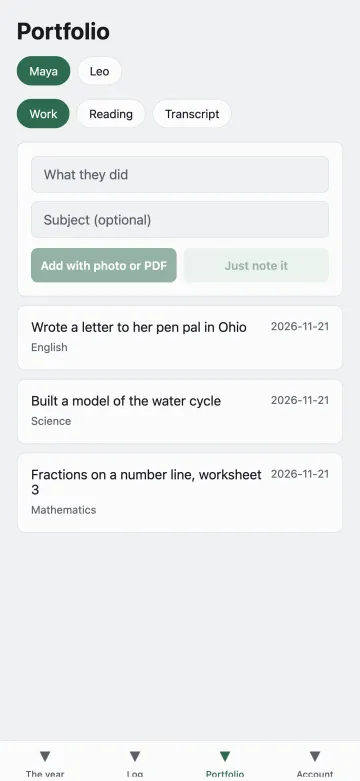 Portfolio
Maya
Leo
Work
Reading
Transcript
What they did
Subject (optional)
Add with photo or PDF
Just note it
Wrote a letter to her pen pal in Ohio
2026-11-21
English
Built a model of the water cycle
2026-11-21
Science
Fractions on a number line, worksheet
3
2026-11-21
Mathematics
The year
Log
Portfolio
Account